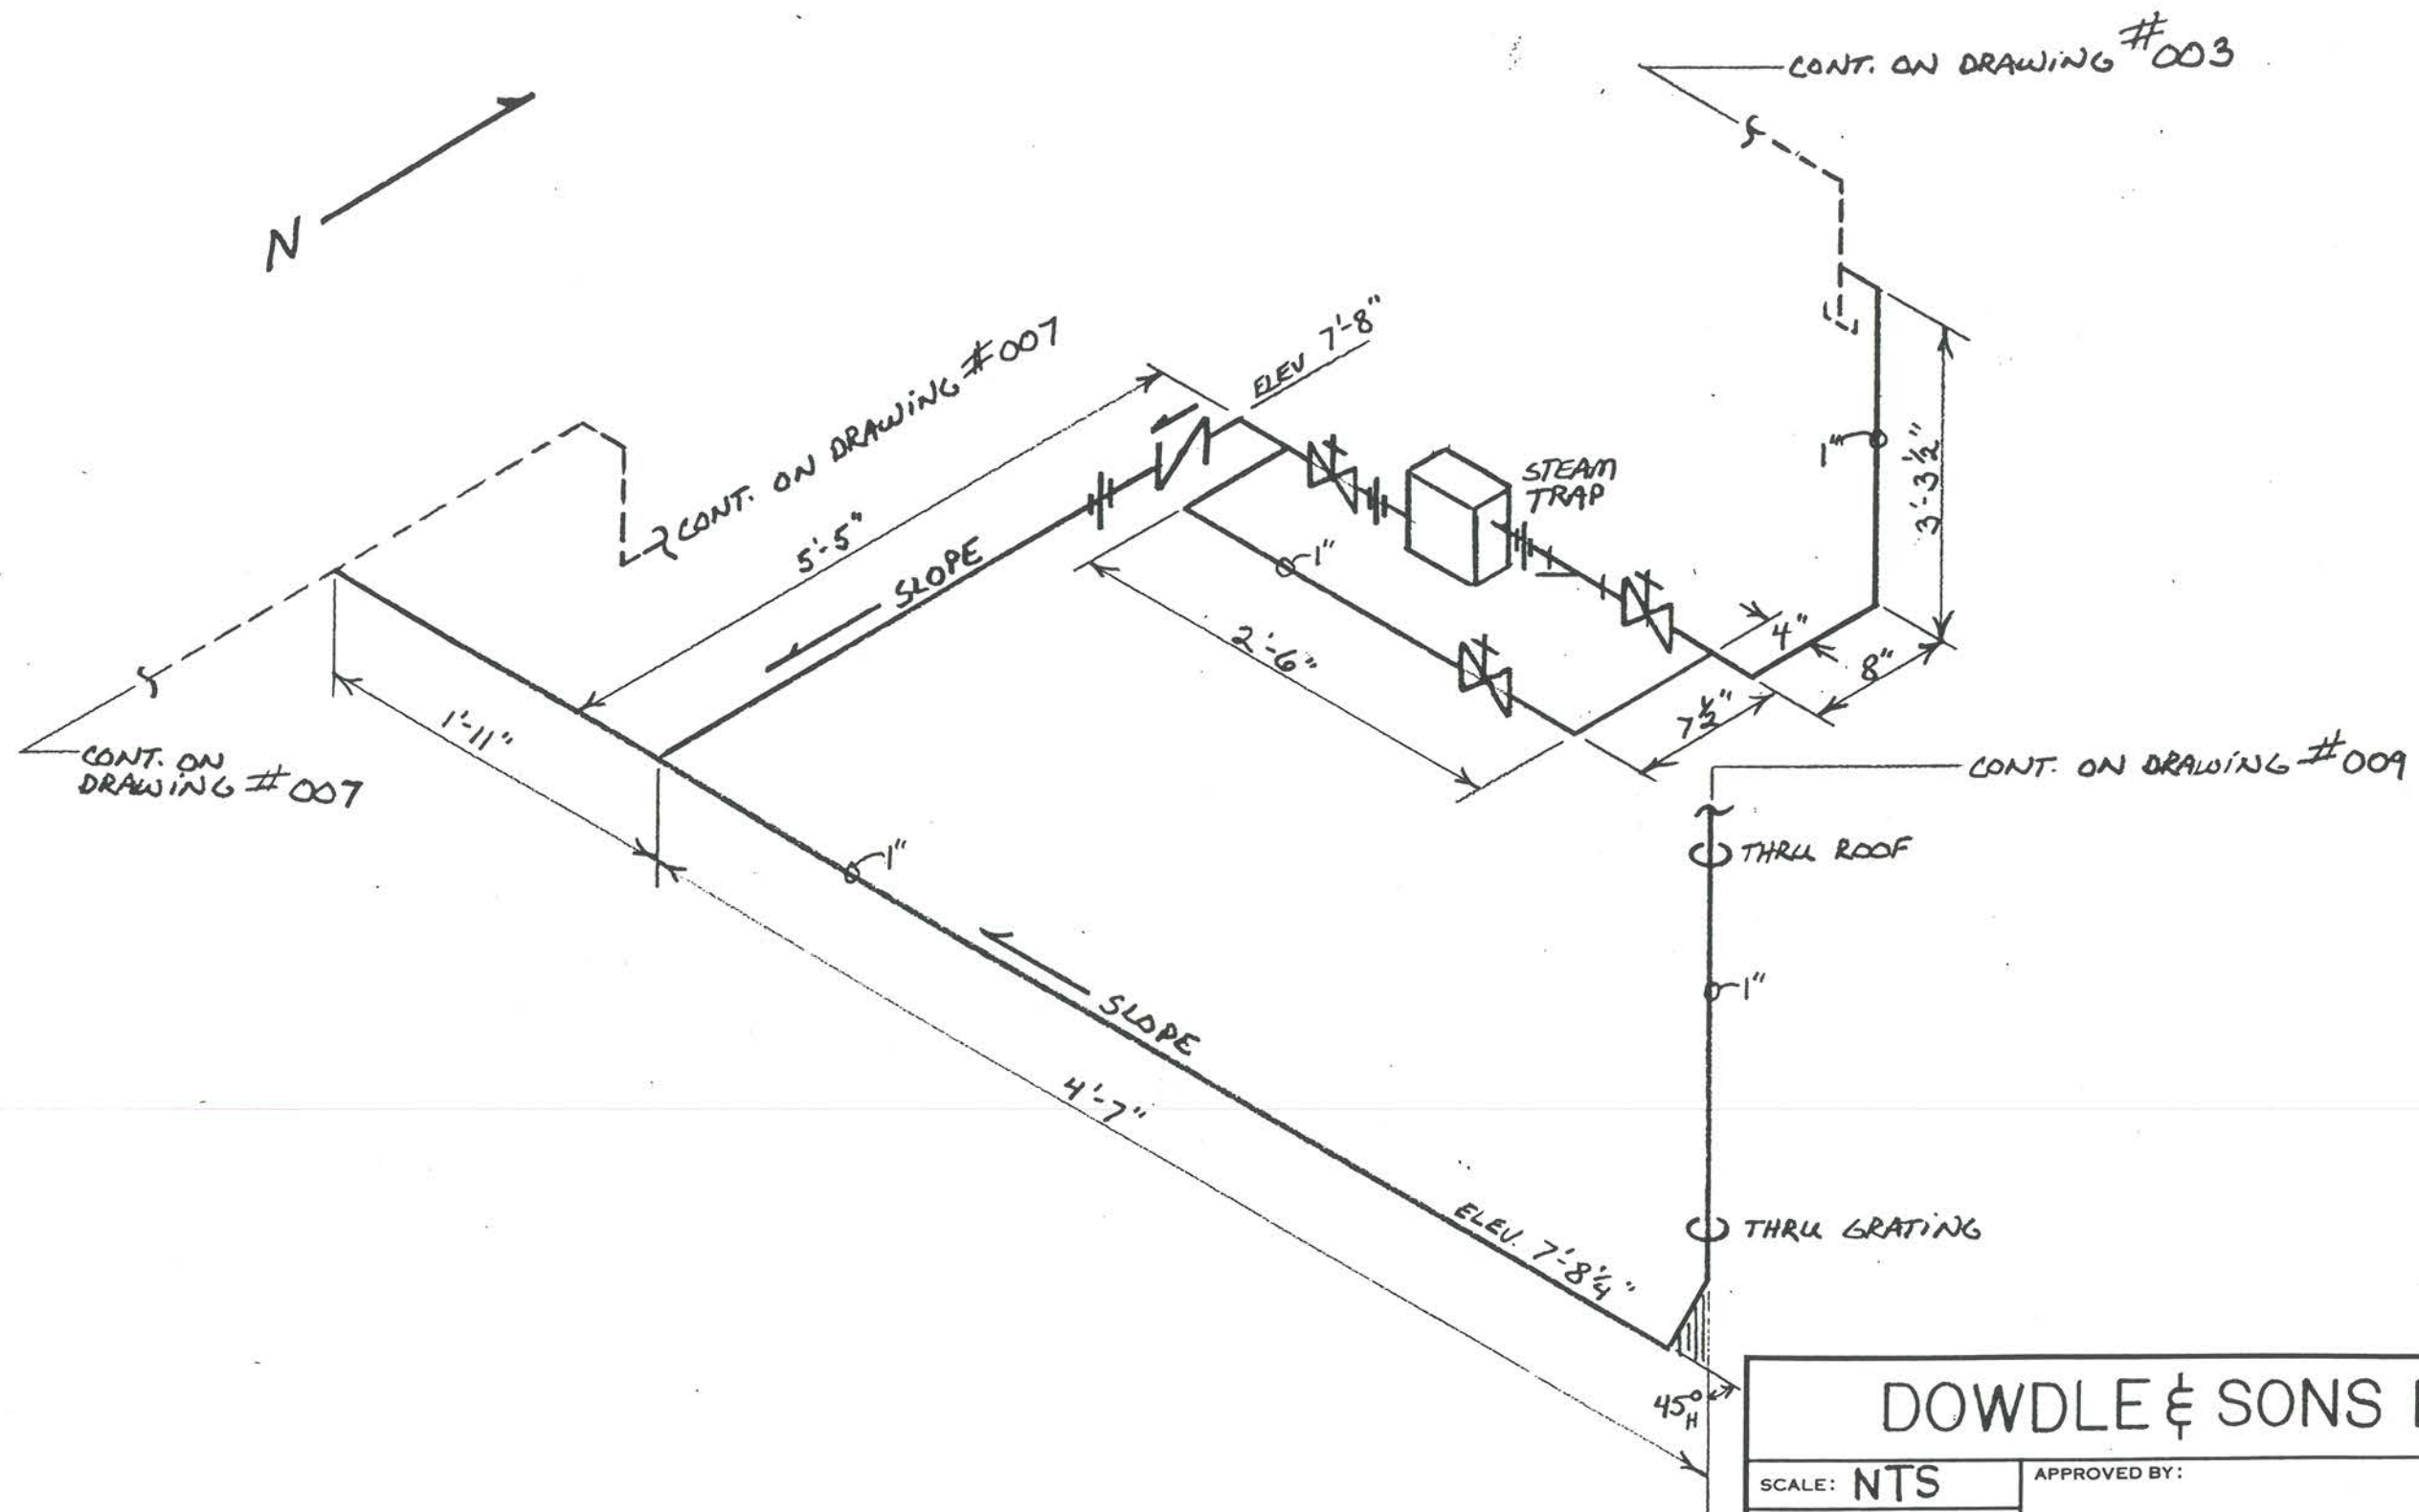 CONT. ON DRAWING #003
N
CONT. ON DRAWING #007
ELEV 7'-8"
5'-5"
SLOPE
STEAM
TRAP
1"
3'-3½"
1"
2'-6"
4"
8"
7½"
1'-11"
CONT. ON
DRAWING #007
CONT. ON DRAWING #009
THRU ROOF
1"
1"
SLOPE
4'-7"
ELEV. 7'-8¼"
THRU GRATING
45°
H
DOWDLE & SONS
SCALE: NTS
APPROVED BY: